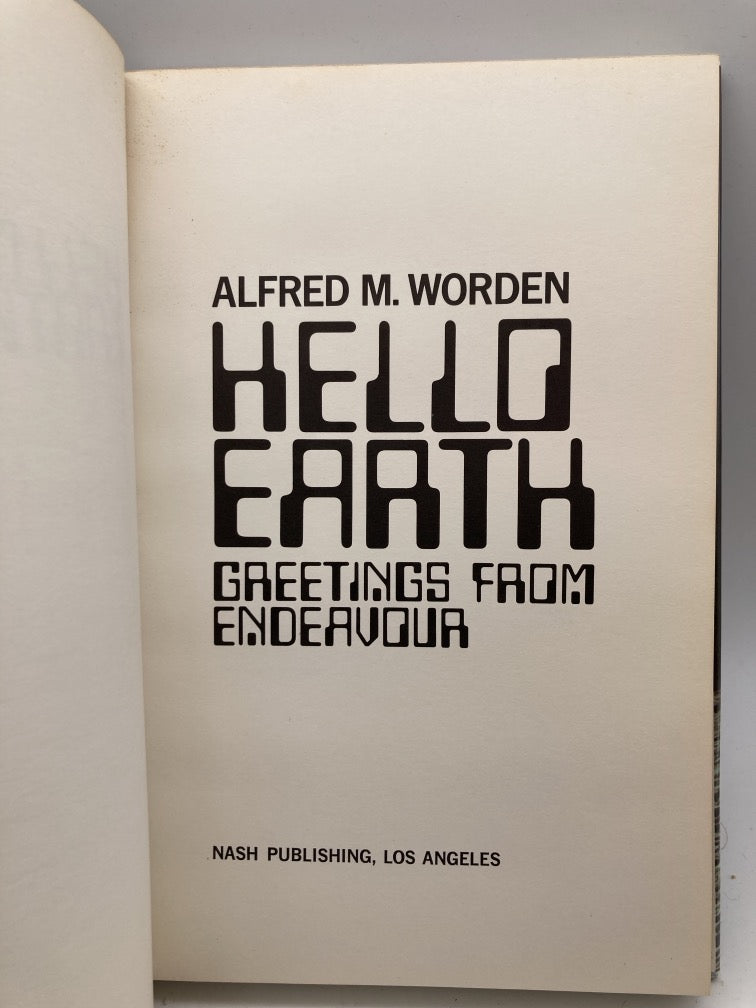 ALFRED M. WORDEN
HELLO
EARTH
GREETINGS FROM
ENDEAVOUR
NASH PUBLISHING, LOS ANGELES